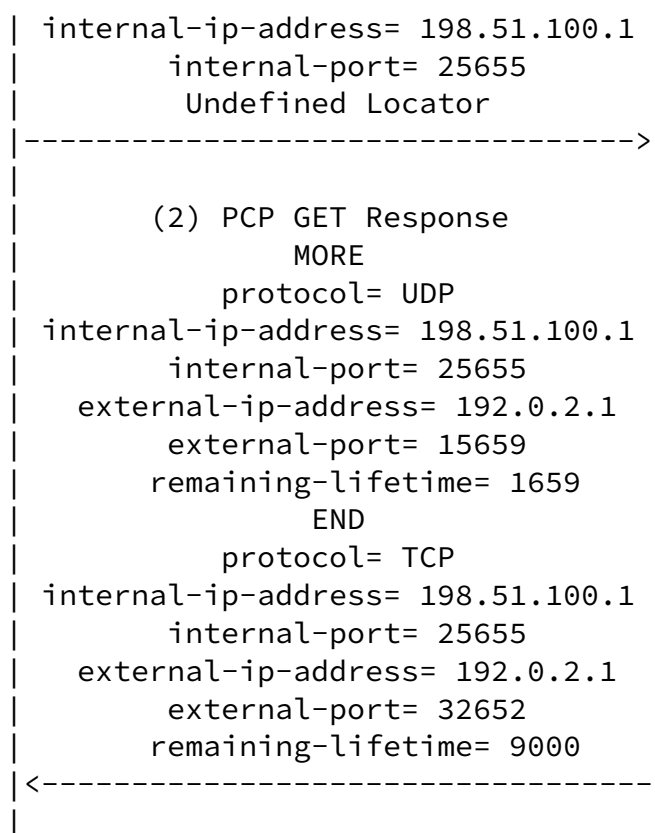 | internal-ip-address= 198.51.100.1
|        internal-port= 25655
|         Undefined Locator
|---------------------------------->
|
|       (2) PCP GET Response
|               MORE
|           protocol= UDP
| internal-ip-address= 198.51.100.1
|        internal-port= 25655
|   external-ip-address= 192.0.2.1
|        external-port= 15659
|       remaining-lifetime= 1659
|                END
|           protocol= TCP
| internal-ip-address= 198.51.100.1
|        internal-port= 25655
|   external-ip-address= 192.0.2.1
|        external-port= 32652
|       remaining-lifetime= 9000
|<----------------------------------
|